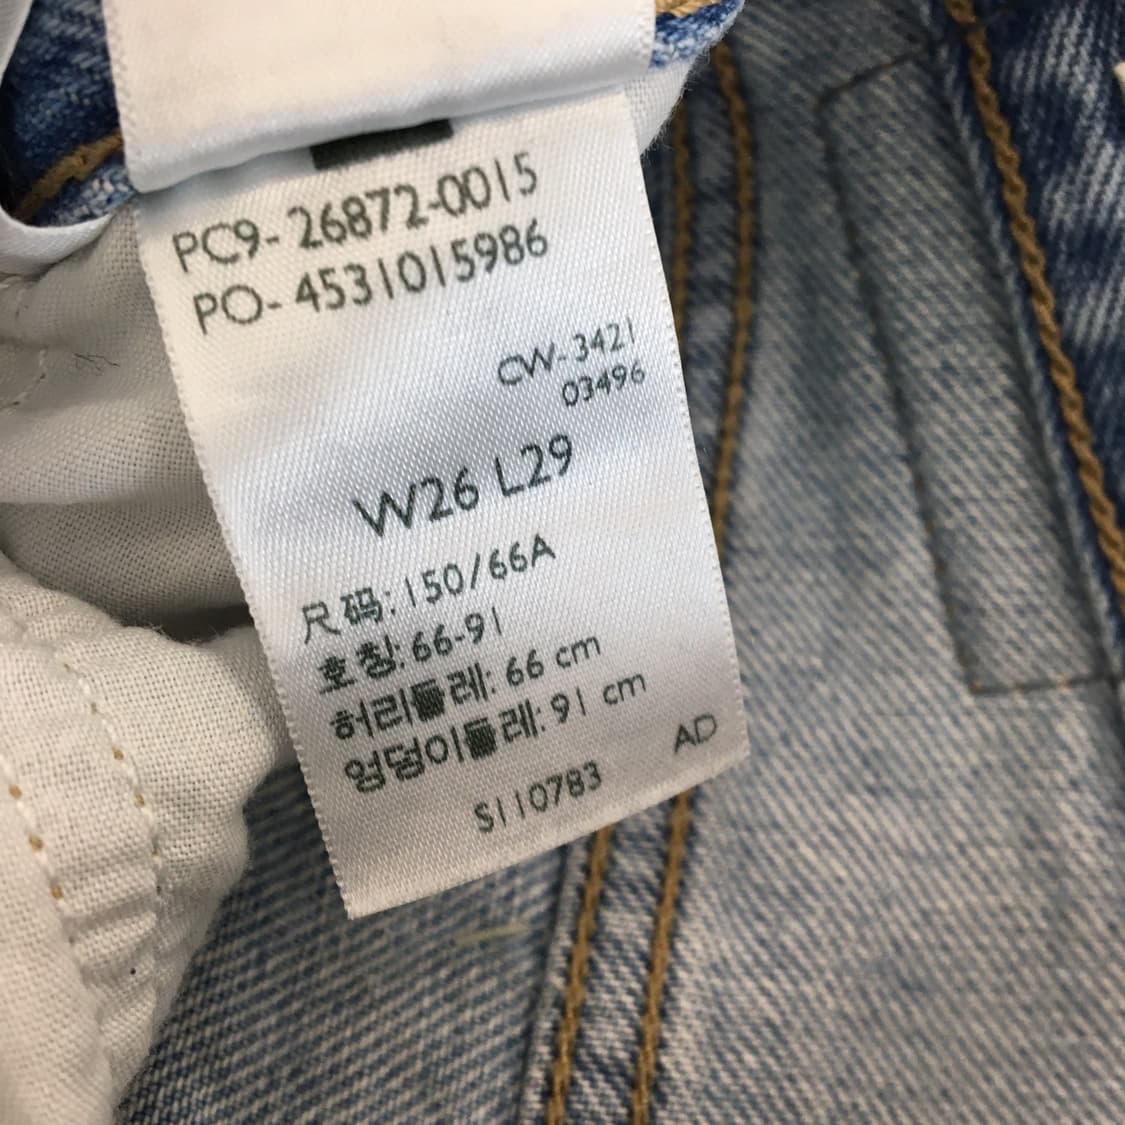 PC9-26872-0015
PO-4531015986
CW-3421
03496
W26 L29
尺码:150/66A
호칭:66-91
허리둘레: 66 cm
엉덩이둘레: 91 cm
AD
S110783